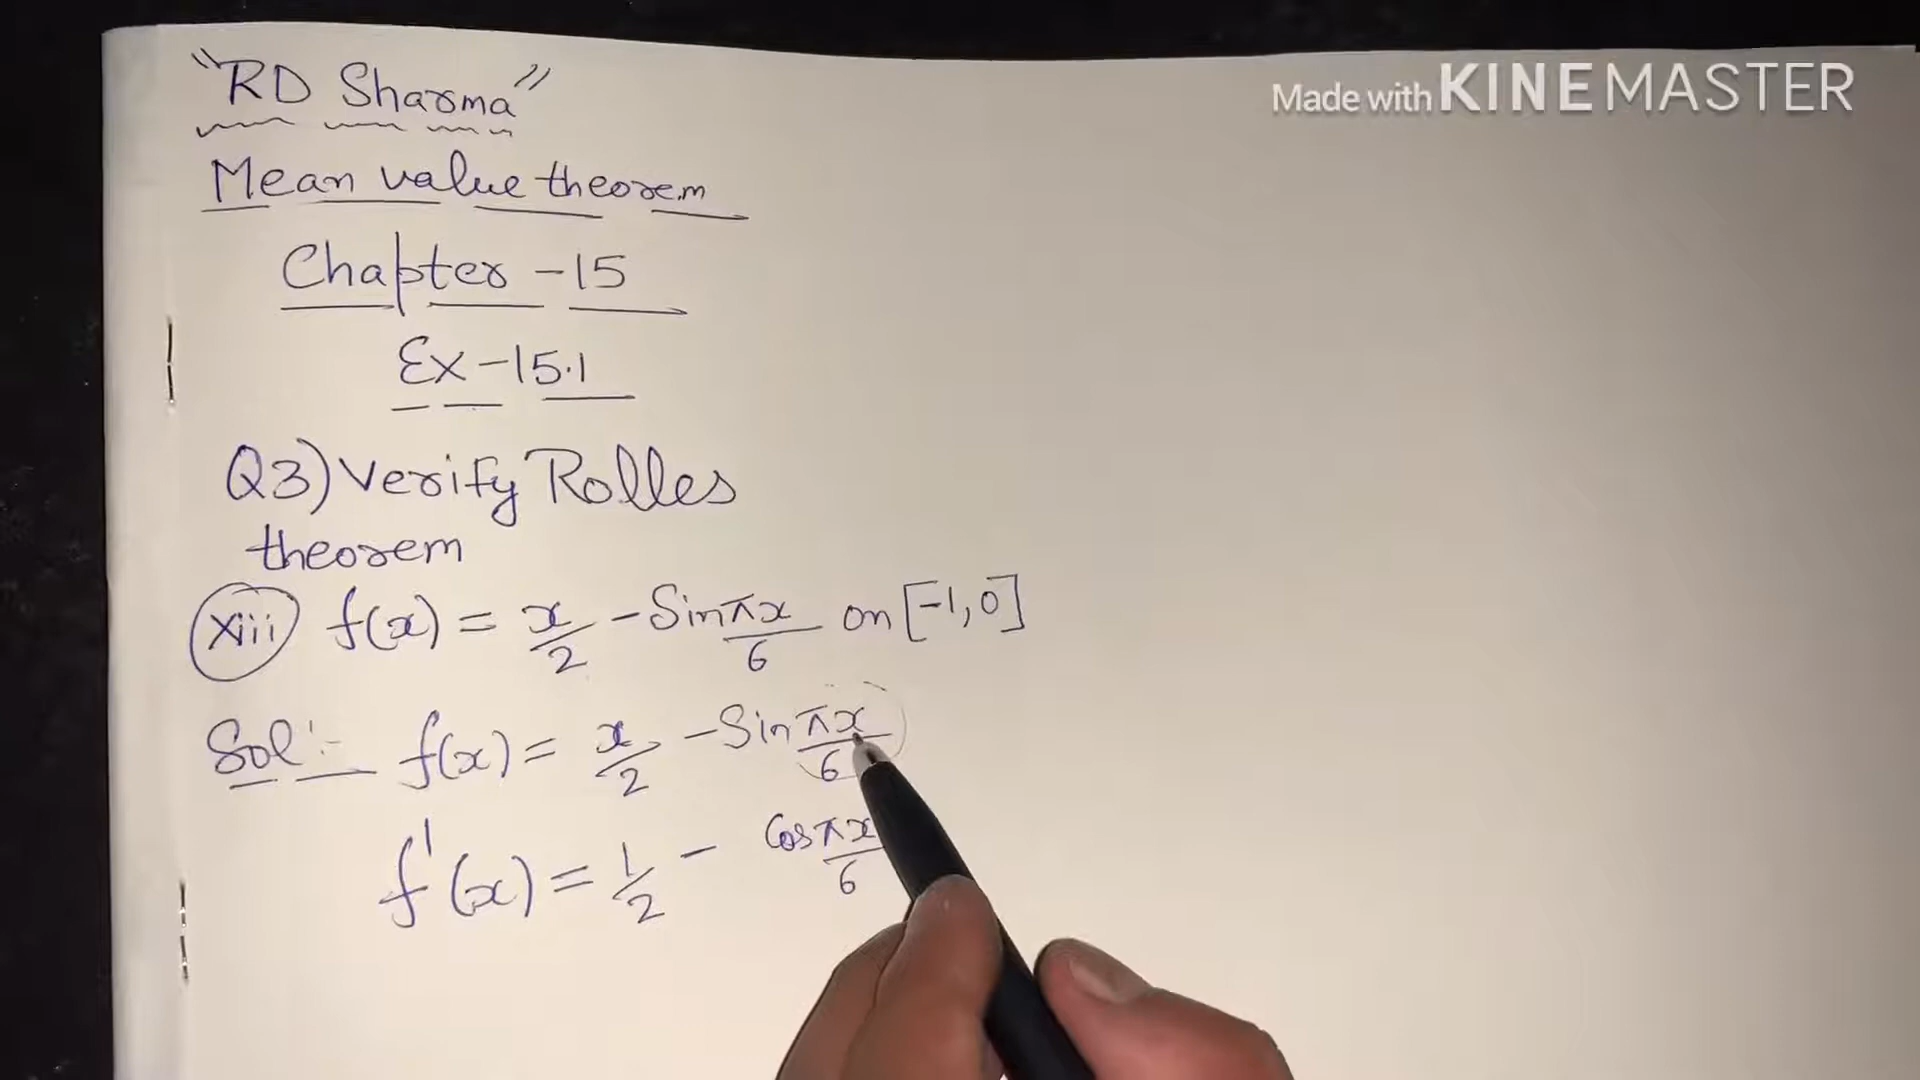 "RD Sharma"
Made with KINEMASTER
Mean value theorem
Chapter - 15
Ex - 15.1
Q3) Verify Rolles
theorem
xiii f(x) = x/2 - Sin πx/6 on [-1, 0]
Sol:- f(x) = x/2 - Sin πx/6
f'(x) = 1/2 - Cos πx/6